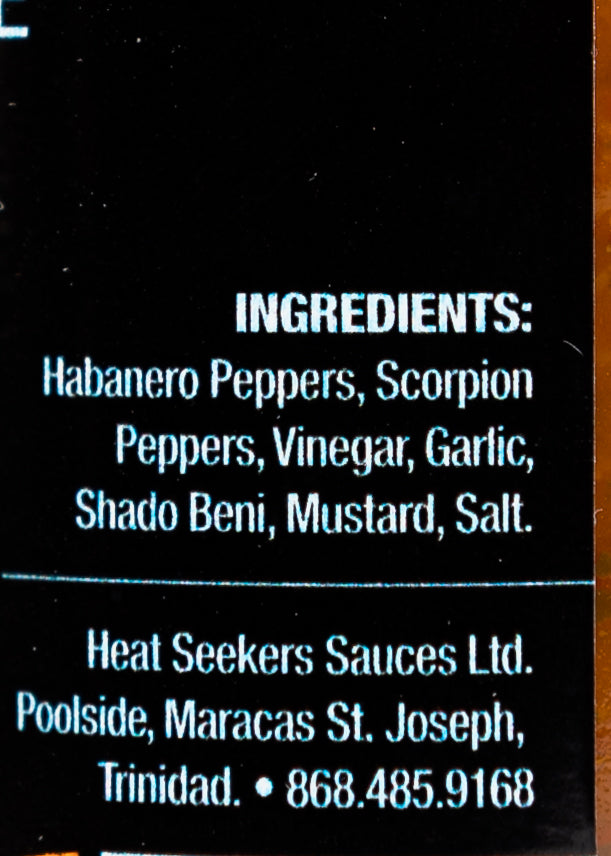 INGREDIENTS:
Habanero Peppers, Scorpion
Peppers, Vinegar, Garlic,
Shado Beni, Mustard, Salt.
Heat Seekers Sauces Ltd.
Poolside, Maracas St. Joseph,
Trinidad. • 868.485.9168